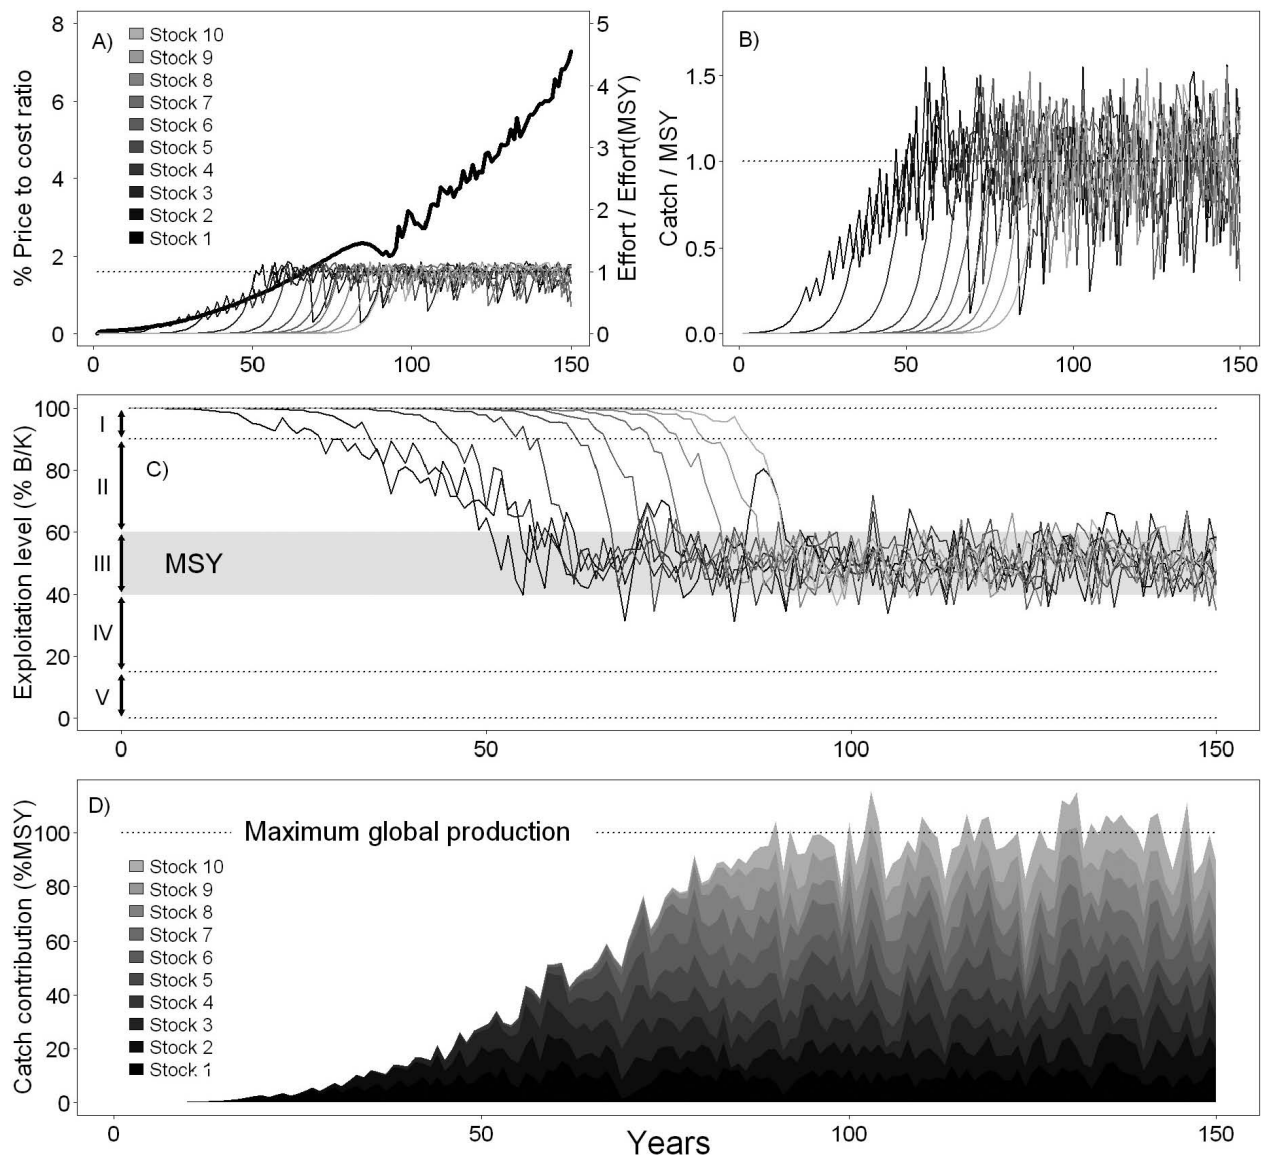 A)
% Price to cost ratio
8
6
4
2
0
Stock 10
Stock 9
Stock 8
Stock 7
Stock 6
Stock 5
Stock 4
Stock 3
Stock 2
Stock 1
5
4
3
2
1
0
Effort / Effort(MSY)
0 50 100 150
B)
Catch / MSY
1.5
1.0
0.5
0.0
0 50 100 150
C)
Exploitation level (% B/K)
100
80
60
40
20
0
I
II
III
IV
V
MSY
0 50 100 150
D)
Catch contribution (%MSY)
100
80
60
40
20
0
Maximum global production
Stock 10
Stock 9
Stock 8
Stock 7
Stock 6
Stock 5
Stock 4
Stock 3
Stock 2
Stock 1
0 50 100 150
Years